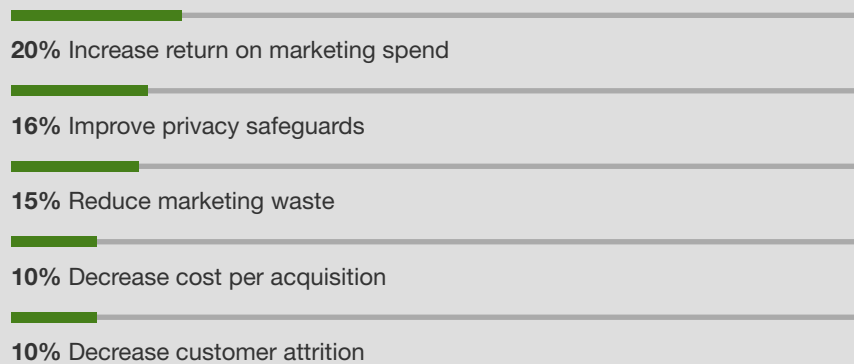 20% Increase return on marketing spend
16% Improve privacy safeguards
15% Reduce marketing waste
10% Decrease cost per acquisition
10% Decrease customer attrition